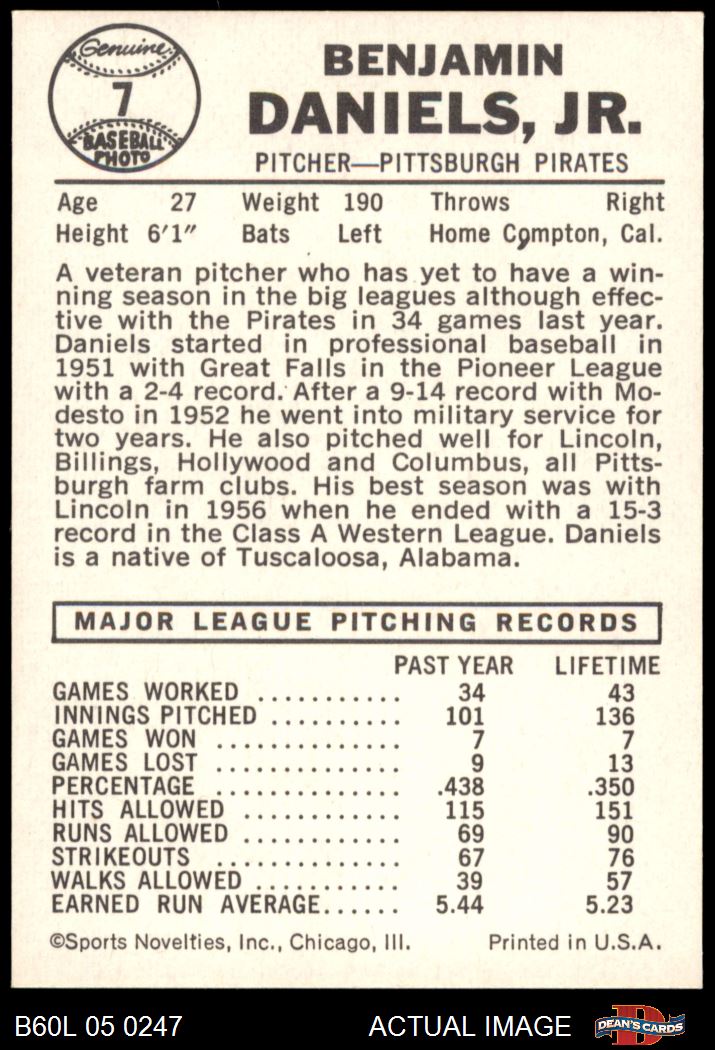 Genuine
7
BASEBALL
PHOTO
BENJAMIN
DANIELS, JR.
PITCHER—PITTSBURGH PIRATES
Age 27 Weight 190 Throws Right
Height 6'1" Bats Left Home Compton, Cal.
A veteran pitcher who has yet to have a win-
ning season in the big leagues although effec-
tive with the Pirates in 34 games last year.
Daniels started in professional baseball in
1951 with Great Falls in the Pioneer League
with a 2-4 record. After a 9-14 record with Mo-
desto in 1952 he went into military service for
two years. He also pitched well for Lincoln,
Billings, Hollywood and Columbus, all Pitts-
burgh farm clubs. His best season was with
Lincoln in 1956 when he ended with a 15-3
record in the Class A Western League. Daniels
is a native of Tuscaloosa, Alabama.
MAJOR LEAGUE PITCHING RECORDS
PAST YEAR LIFETIME
GAMES WORKED ........... 34 43
INNINGS PITCHED .......... 101 136
GAMES WON .............. 7 7
GAMES LOST .............. 9 13
PERCENTAGE .............. .438 .350
HITS ALLOWED ............ 115 151
RUNS ALLOWED ............ 69 90
STRIKEOUTS .............. 67 76
WALKS ALLOWED ........... 39 57
EARNED RUN AVERAGE...... 5.44 5.23
©Sports Novelties, Inc., Chicago, Ill. Printed in U.S.A.
B60L 05 0247 ACTUAL IMAGE D DEAN'S CARDS